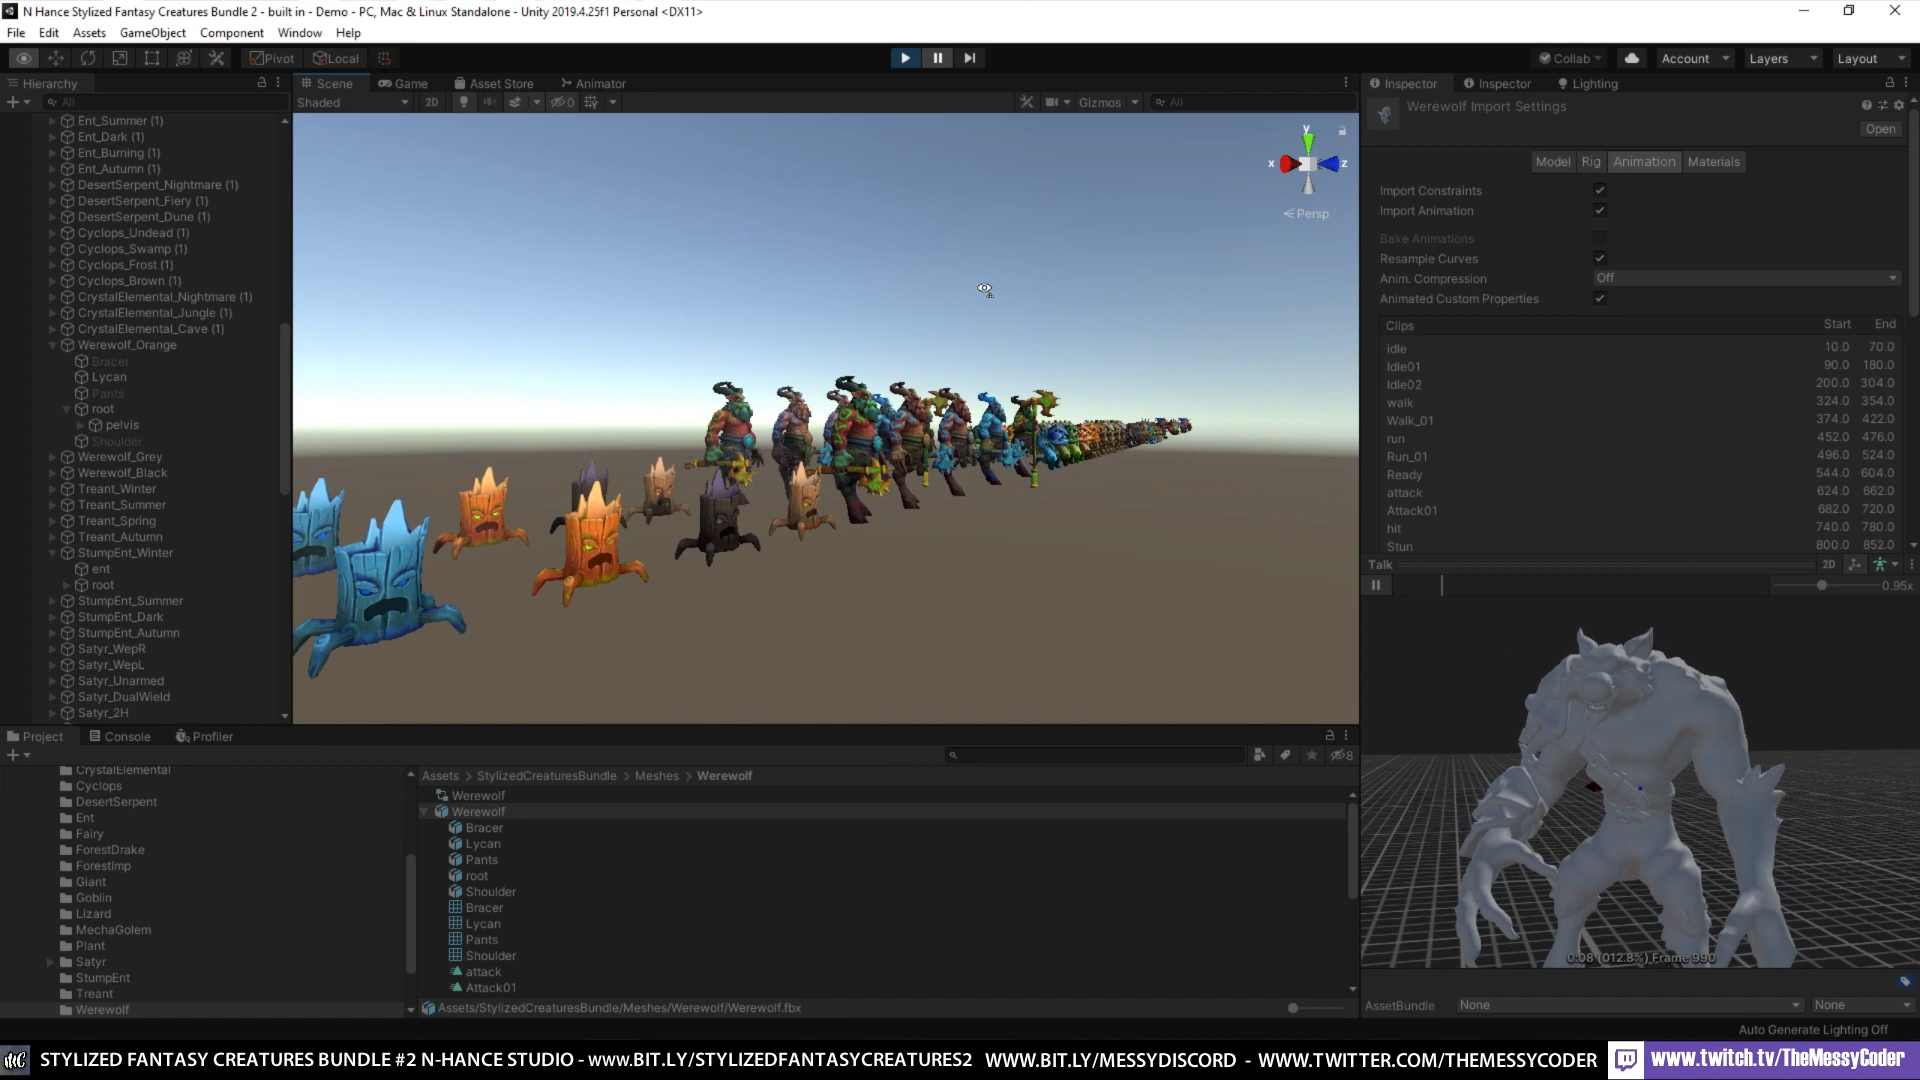 N Hance Stylized Fantasy Creatures Bundle 2 - built in - Demo - PC, Mac & Linux Standalone - Unity 2019.4.25f1 Personal <DX11>
File Edit Assets GameObject Component Window Help
Pivot Local
Collab Account Layers Layout
Hierarchy
All
Ent_Summer (1)
Ent_Dark (1)
Ent_Burning (1)
Ent_Autumn (1)
DesertSerpent_Nightmare (1)
DesertSerpent_Fiery (1)
DesertSerpent_Dune (1)
Cyclops_Undead (1)
Cyclops_Swamp (1)
Cyclops_Frost (1)
Cyclops_Brown (1)
CrystalElemental_Nightmare (1)
CrystalElemental_Jungle (1)
CrystalElemental_Cave (1)
Werewolf_Orange
Bracer
Lycan
Pants
root
pelvis
Shoulder
Werewolf_Grey
Werewolf_Black
Treant_Winter
Treant_Summer
Treant_Spring
Treant_Autumn
StumpEnt_Winter
ent
root
StumpEnt_Summer
StumpEnt_Dark
StumpEnt_Autumn
Satyr_WepR
Satyr_WepL
Satyr_Unarmed
Satyr_DualWield
Satyr_2H
Scene Game Asset Store Animator
Shaded 2D 0 Gizmos All
y
x z
Persp
Inspector Inspector Lighting
Werewolf Import Settings
Open
Model Rig Animation Materials
Import Constraints
Import Animation
Bake Animations
Resample Curves
Anim. Compression Off
Animated Custom Properties
Clips Start End
idle 10.0 70.0
Idle01 90.0 180.0
Idle02 200.0 304.0
walk 324.0 354.0
Walk_01 374.0 422.0
run 452.0 476.0
Run_01 496.0 524.0
Ready 544.0 604.0
attack 624.0 662.0
Attack01 682.0 720.0
hit 740.0 780.0
Stun 800.0 852.0
Talk 2D
0.95x
0:08 (012.8%) Frame 990
AssetBundle None None
Auto Generate Lighting Off
Project Console Profiler
8
CrystalElemental
Cyclops
DesertSerpent
Ent
Fairy
ForestDrake
ForestImp
Giant
Goblin
Lizard
MechaGolem
Plant
Satyr
StumpEnt
Treant
Werewolf
Assets > StylizedCreaturesBundle > Meshes > Werewolf
Werewolf
Werewolf
Bracer
Lycan
Pants
root
Shoulder
Bracer
Lycan
Pants
Shoulder
attack
Attack01
Assets/StylizedCreaturesBundle/Meshes/Werewolf/Werewolf.fbx
STYLIZED FANTASY CREATURES BUNDLE #2 N-HANCE STUDIO - www.BIT.LY/STYLIZEDFANTASYCREATURES2 WWW.BIT.LY/MESSYDISCORD - WWW.TWITTER.COM/THEMESSYCODER www.twitch.tv/TheMessyCoder